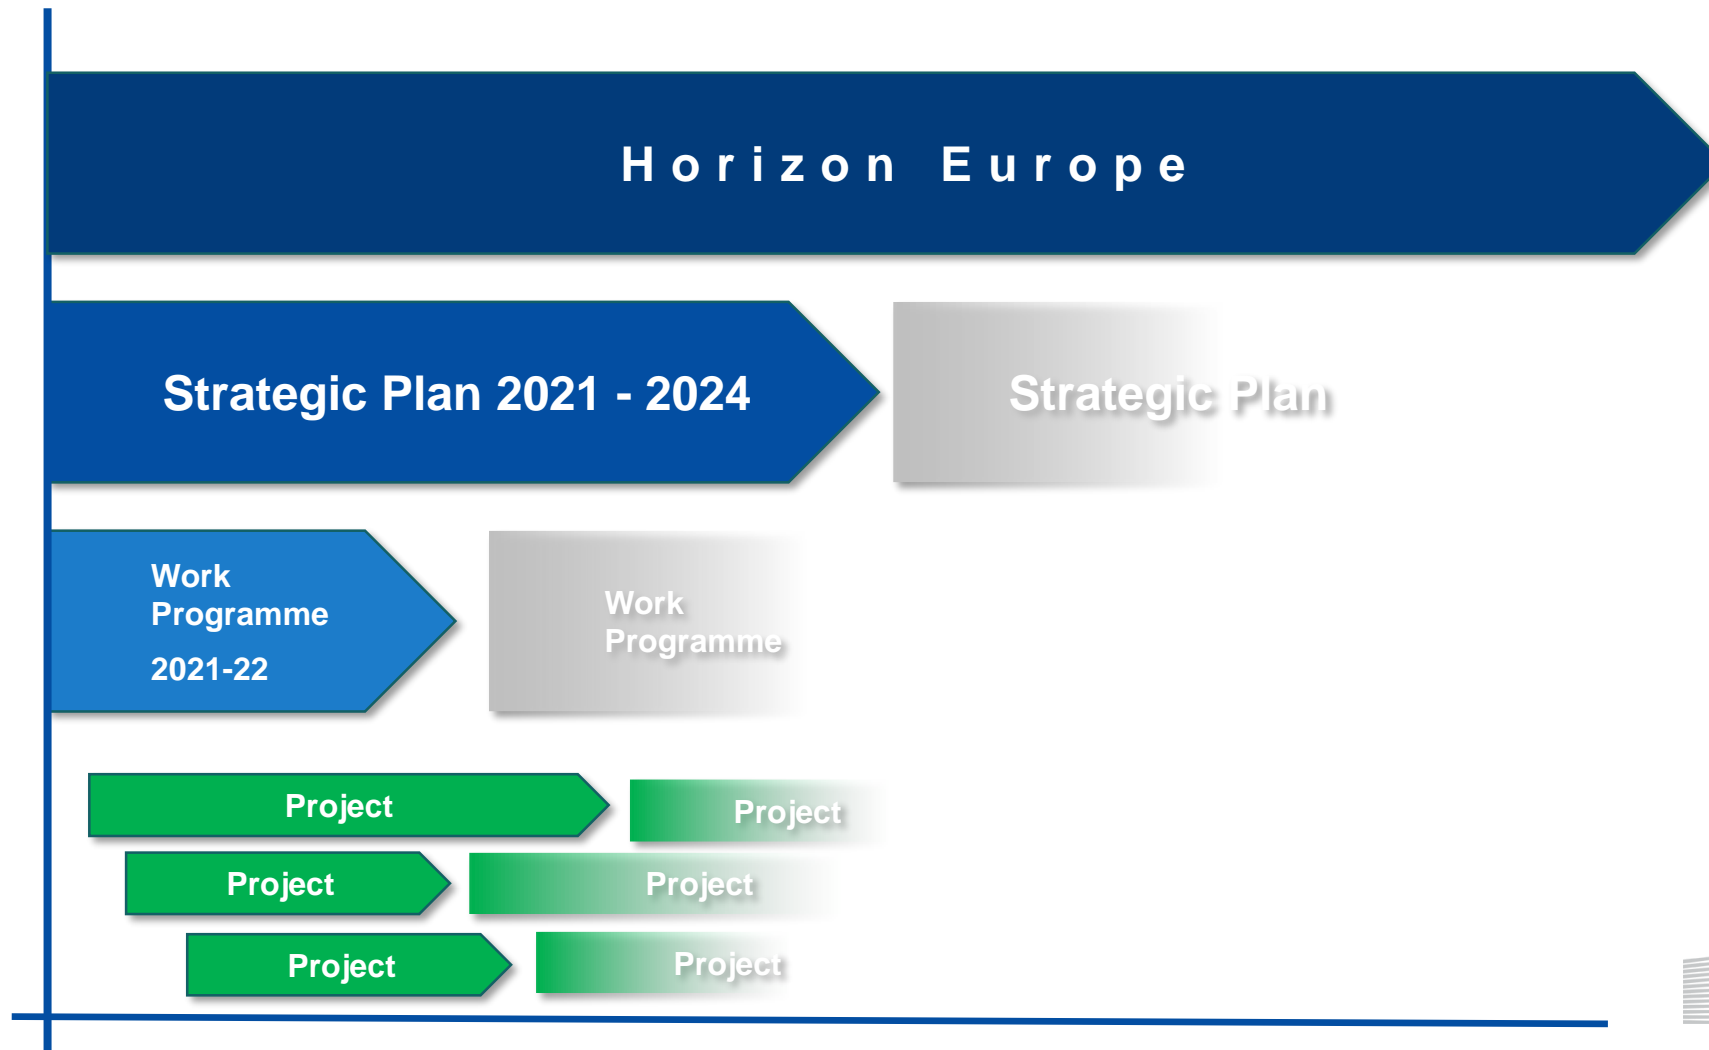 Horizon Europe
Strategic Plan 2021 - 2024
Strategic Plan
Work
Programme
2021-22
Work
Programme
Project
Project
Project
Project
Project
Project